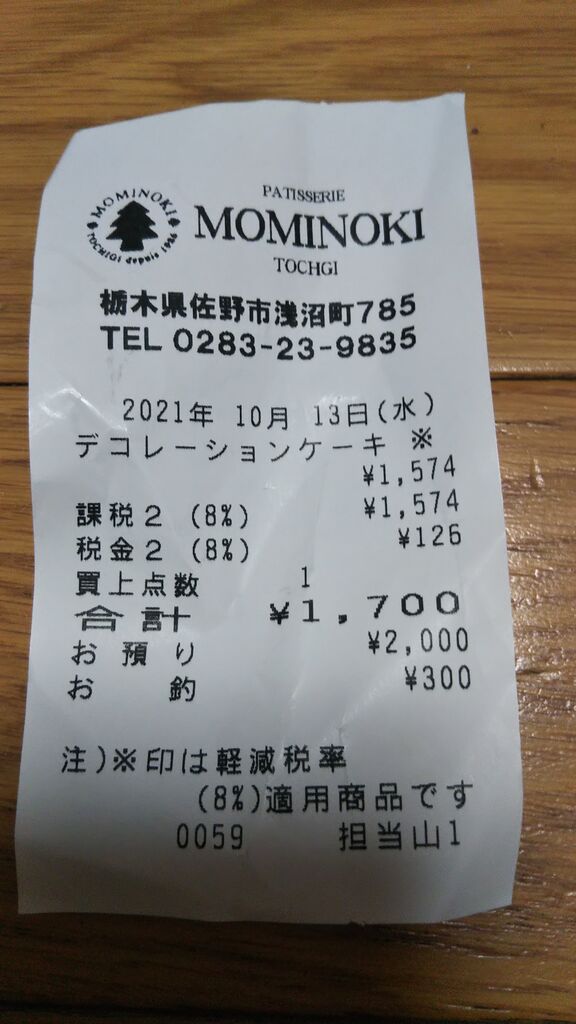 MOMINOKI
TOCHIGI depuis 1986
PATISSERIE
MOMINOKI
TOCHGI
栃木県佐野市浅沼町785
TEL 0283-23-9835
2021年 10月 13日(水)
デコレーションケーキ ※
¥1,574
課税2 (8%) ¥1,574
税金2 (8%) ¥126
買上点数 1
合計 ¥1,700
お預り ¥2,000
お釣 ¥300
注)※印は軽減税率
(8%)適用商品です
0059 担当山1